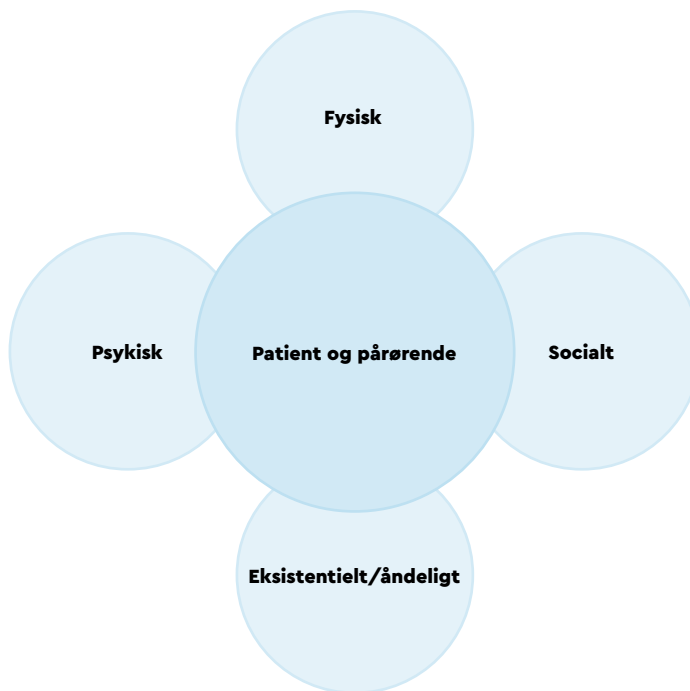 Fysisk
Psykisk
Patient og pårørende
Socialt
Eksistentielt/åndeligt